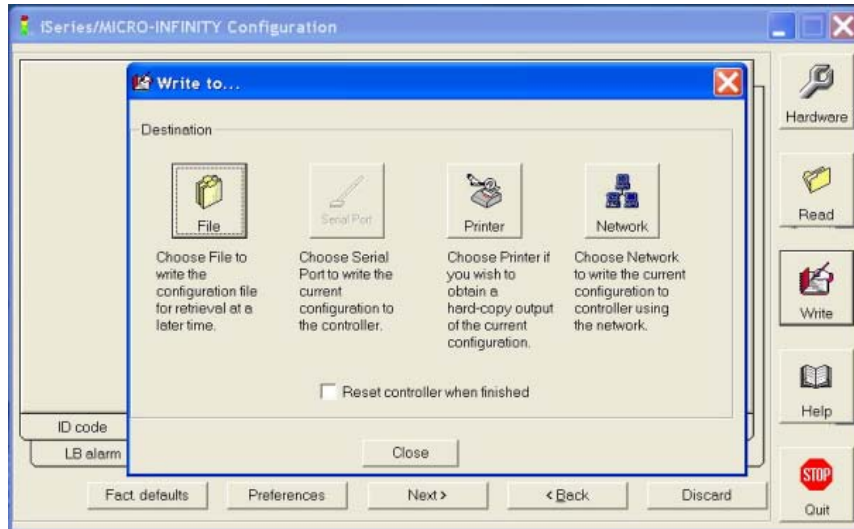 iSeries/MICRO-INFINITY Configuration
Write to...
Destination
File
Serial Port
Printer
Network
Choose File to
write the
configuration file
for retrieval at a
later time.
Choose Serial
Port to write the
current
configuration to
the controller.
Choose Printer if
you wish to
obtain a
hard-copy output
of the current
configuration.
Choose Network
to write the current
configuration to
controller using
the network.
Reset controller when finished
Close
ID code
LB alarm
Fact. defaults
Preferences
Next >
< Back
Discard
Hardware
Read
Write
Help
STOP
Quit